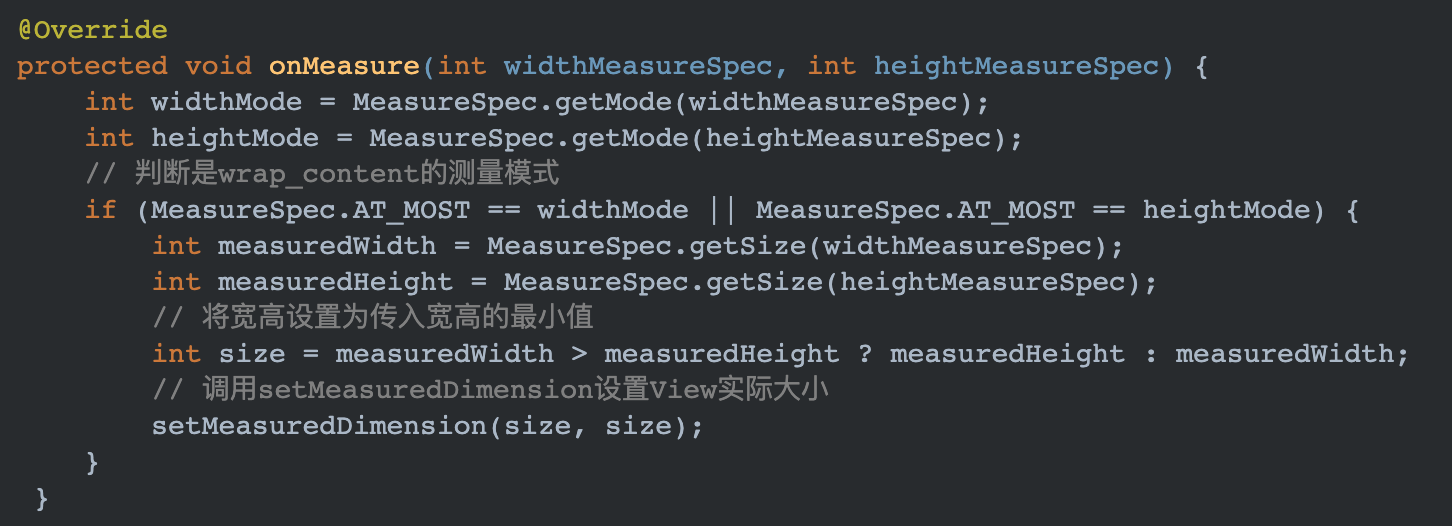 @Override
protected void onMeasure(int widthMeasureSpec, int heightMeasureSpec) {
    int widthMode = MeasureSpec.getMode(widthMeasureSpec);
    int heightMode = MeasureSpec.getMode(heightMeasureSpec);
    // 判断是wrap_content的测量模式
    if (MeasureSpec.AT_MOST == widthMode || MeasureSpec.AT_MOST == heightMode) {
        int measuredWidth = MeasureSpec.getSize(widthMeasureSpec);
        int measuredHeight = MeasureSpec.getSize(heightMeasureSpec);
        // 将宽高设置为传入宽高的最小值
        int size = measuredWidth > measuredHeight ? measuredHeight : measuredWidth;
        // 调用setMeasuredDimension设置View实际大小
        setMeasuredDimension(size, size);
    }
 }